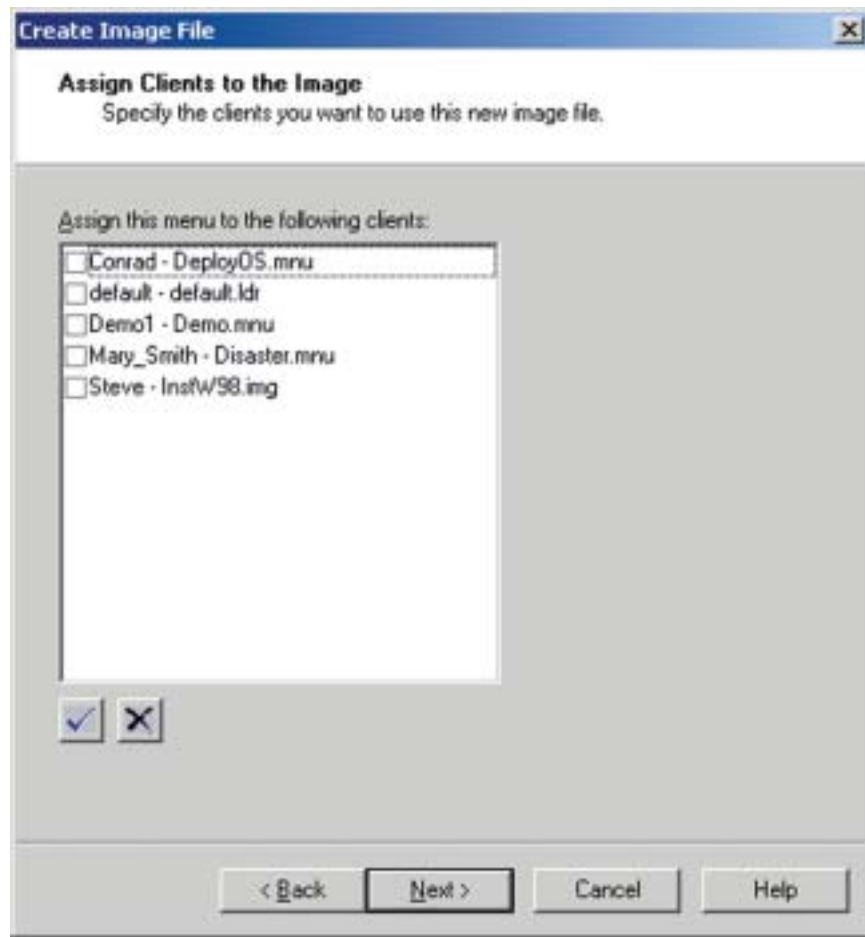 Create Image File
Assign Clients to the Image
Specify the clients you want to use this new image file.
Assign this menu to the following clients:
Conrad - DeployOS.mnu
default - default.ldr
Demo1 - Demo.mnu
Mary_Smith - Disaster.mnu
Steve - InstW98.img
< Back Next > Cancel Help